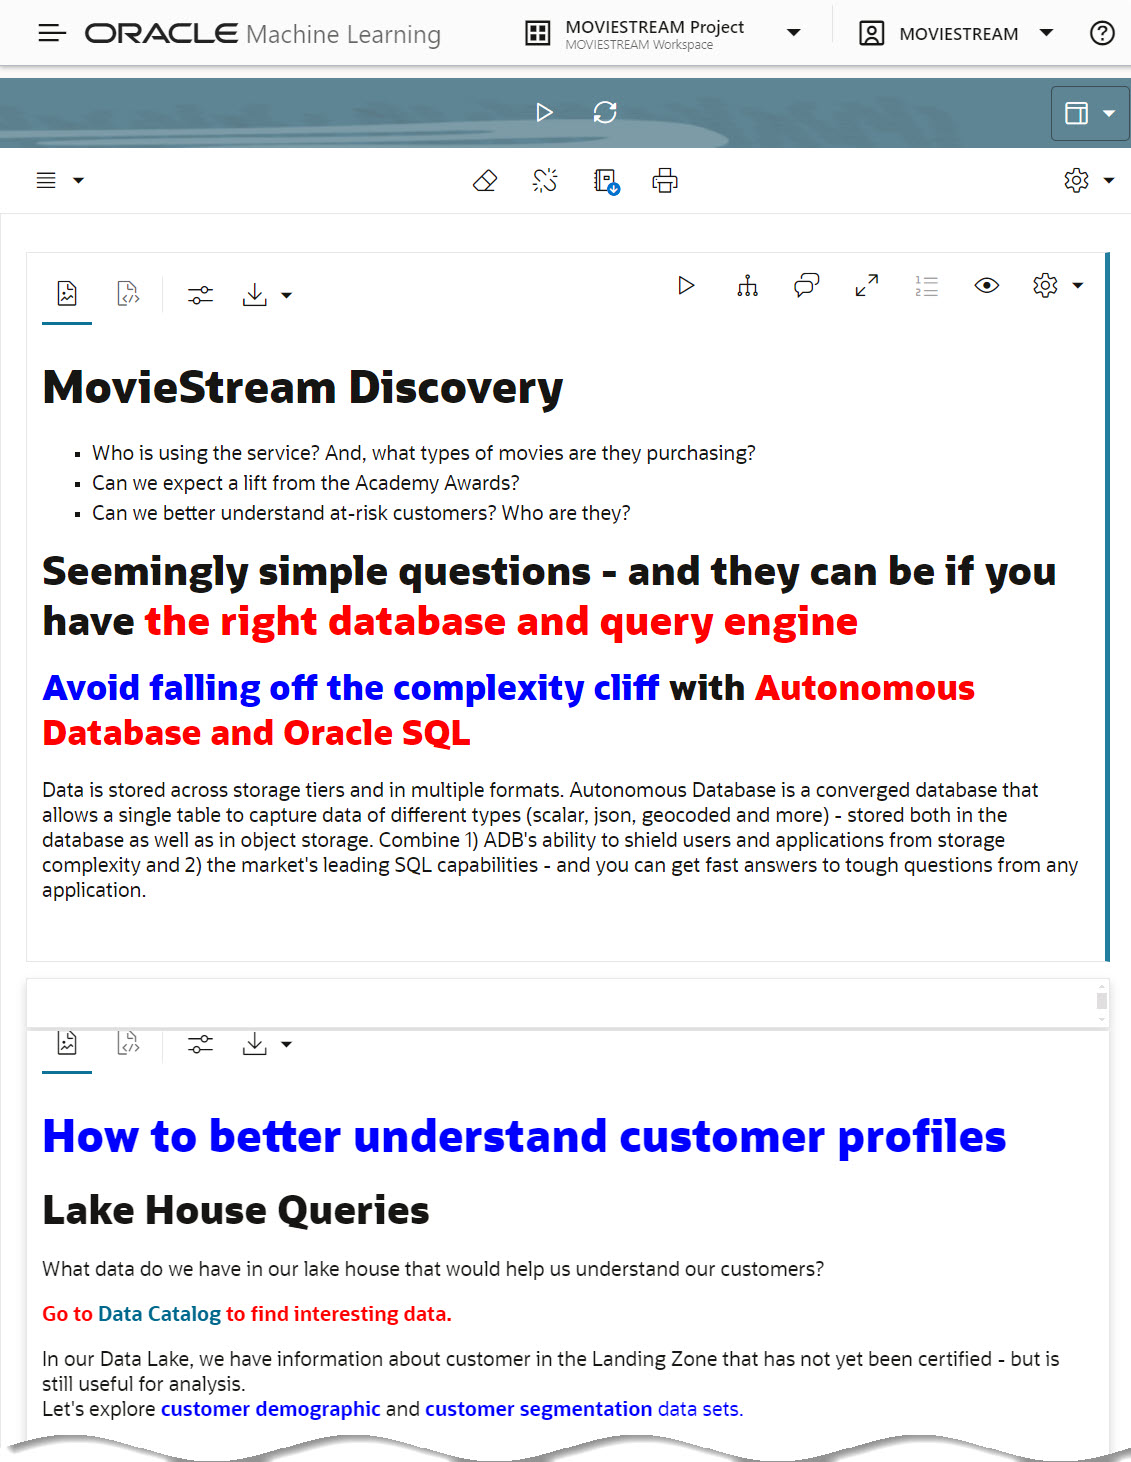 ORACLE Machine Learning
MOVIESTREAM Project
MOVIESTREAM Workspace
MOVIESTREAM
MovieStream Discovery
Who is using the service? And, what types of movies are they purchasing?
Can we expect a lift from the Academy Awards?
Can we better understand at-risk customers? Who are they?
Seemingly simple questions - and they can be if you
have the right database and query engine
Avoid falling off the complexity cliff with Autonomous
Database and Oracle SQL
Data is stored across storage tiers and in multiple formats. Autonomous Database is a converged database that
allows a single table to capture data of different types (scalar, json, geocoded and more) - stored both in the
database as well as in object storage. Combine 1) ADB's ability to shield users and applications from storage
complexity and 2) the market's leading SQL capabilities - and you can get fast answers to tough questions from any
application.
How to better understand customer profiles
Lake House Queries
What data do we have in our lake house that would help us understand our customers?
Go to Data Catalog to find interesting data.
In our Data Lake, we have information about customer in the Landing Zone that has not yet been certified - but is
still useful for analysis.
Let's explore customer demographic and customer segmentation data sets.